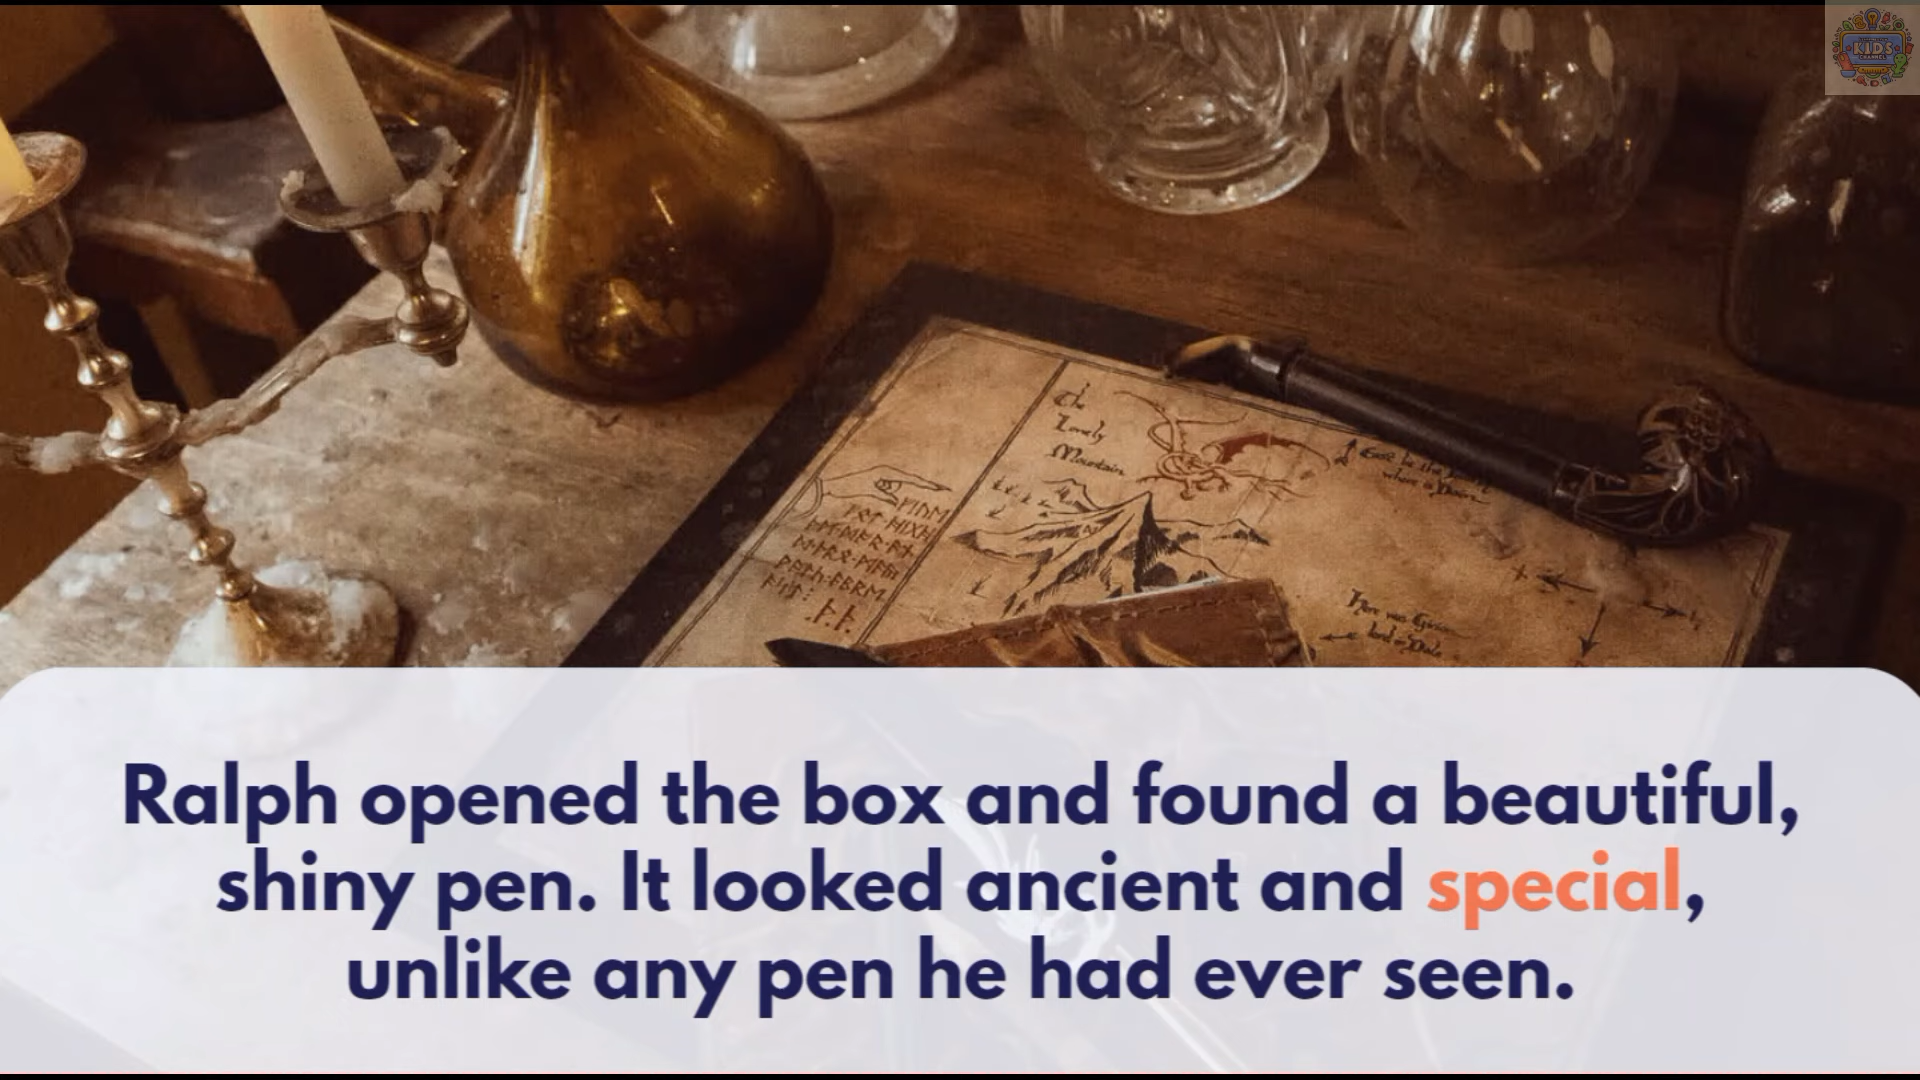 KIDS
CHANNEL
The
Lonely
Mountain
Ralph opened the box and found a beautiful,
shiny pen. It looked ancient and special,
unlike any pen he had ever seen.